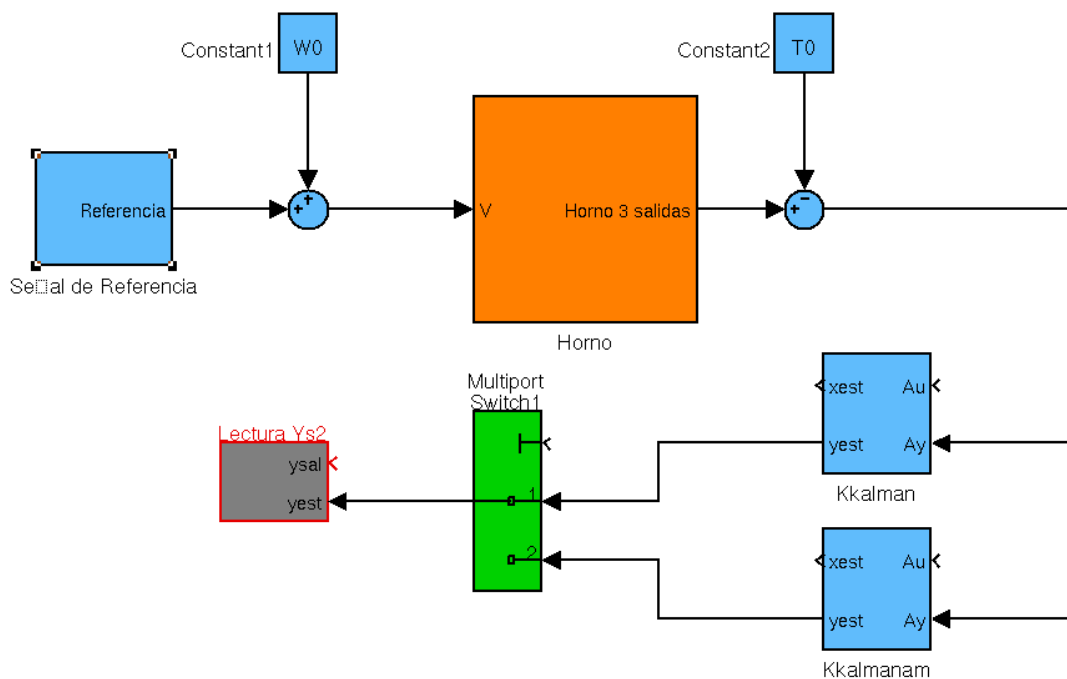 Constant1
W0
Constant2
T0
Referencia
Se□al de Referencia
+
+
V
Horno 3 salidas
Horno
+
−
Multiport
Switch1
Lectura Ys2
ysal
yest
1
2
xest
Au
yest
Ay
Kkalman
xest
Au
yest
Ay
Kkalmanam